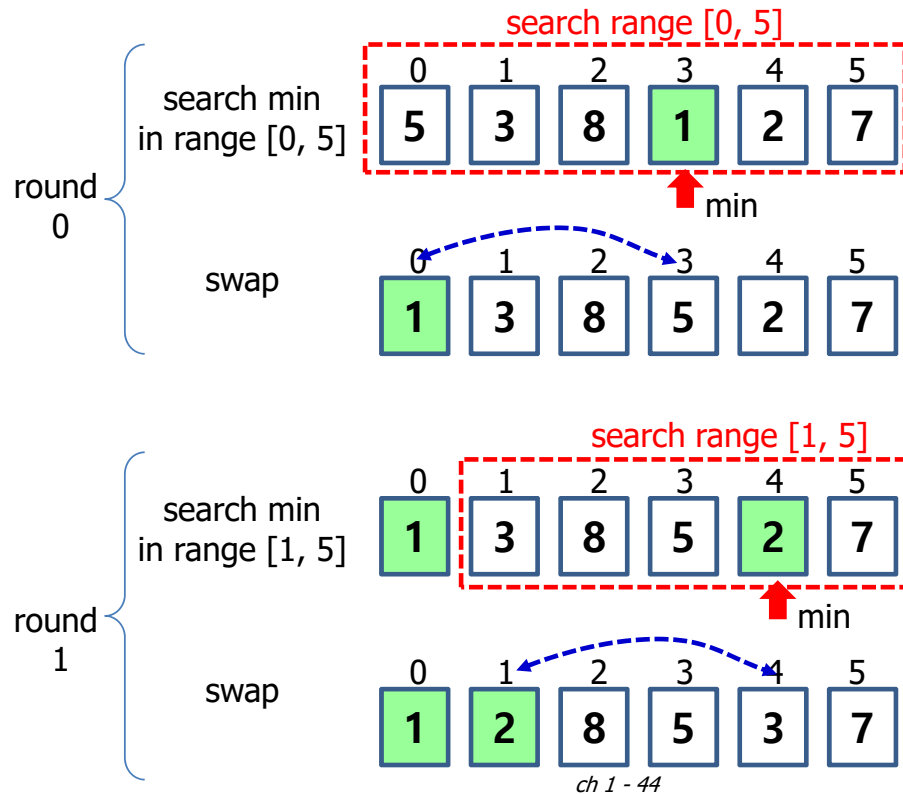 search range [0, 5]
0 1 2 3 4 5
search min
in range [0, 5]
5 3 8 1 2 7
round
0
min
0 1 2 3 4 5
swap
1 3 8 5 2 7
search range [1, 5]
0 1 2 3 4 5
search min
in range [1, 5]
1 3 8 5 2 7
round
1
min
0 1 2 3 4 5
swap
1 2 8 5 3 7
ch 1 - 44